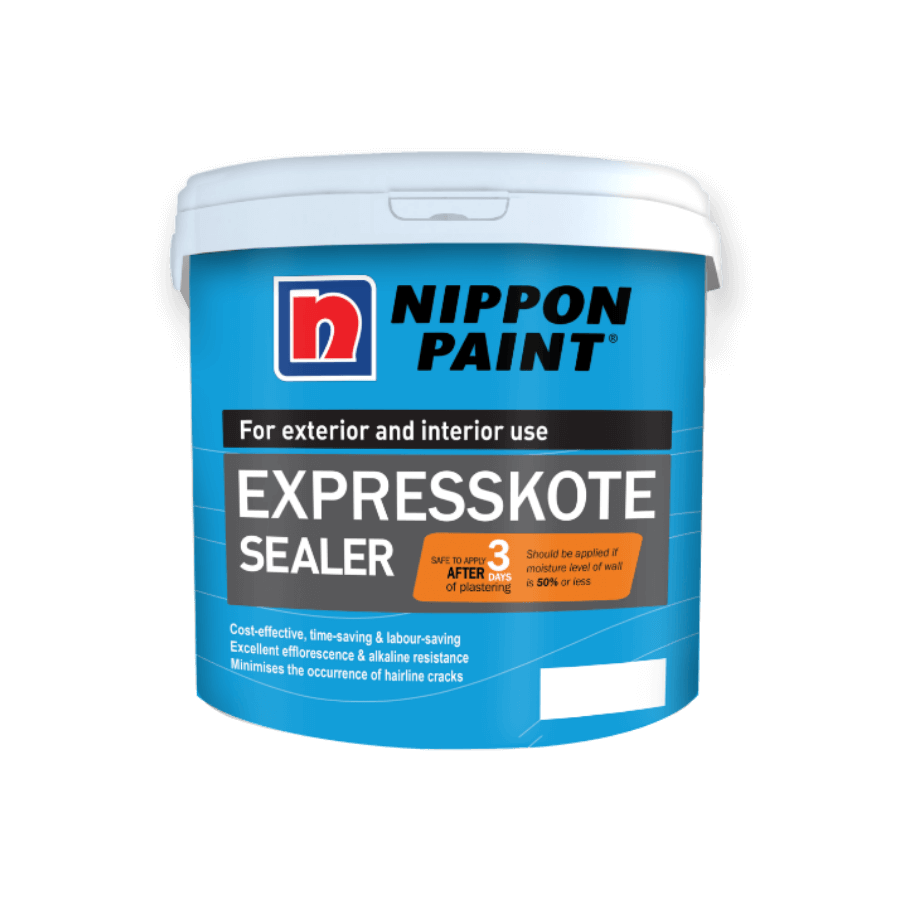 n
NIPPON
PAINT®
For exterior and interior use
EXPRESSKOTE
SEALER
SAFE TO APPLY 3
AFTER DAYS
of plastering
Should be applied if
moisture level of wall
is 50% or less
Cost-effective, time-saving & labour-saving
Excellent efflorescence & alkaline resistance
Minimises the occurrence of hairline cracks